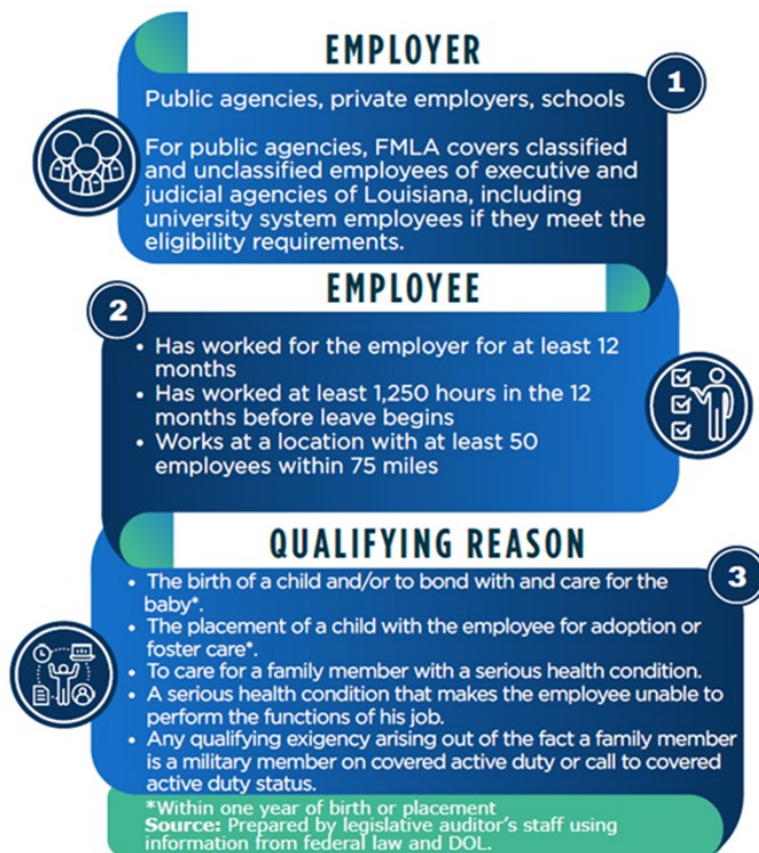 EMPLOYER
1
Public agencies, private employers, schools
For public agencies, FMLA covers classified
and unclassified employees of executive and
judicial agencies of Louisiana, including
university system employees if they meet the
eligibility requirements.
EMPLOYEE
2
• Has worked for the employer for at least 12
months
• Has worked at least 1,250 hours in the 12
months before leave begins
• Works at a location with at least 50
employees within 75 miles
QUALIFYING REASON
3
• The birth of a child and/or to bond with and care for the
baby*.
• The placement of a child with the employee for adoption or
foster care*.
• To care for a family member with a serious health condition.
• A serious health condition that makes the employee unable to
perform the functions of his job.
• Any qualifying exigency arising out of the fact a family member
is a military member on covered active duty or call to covered
active duty status.
*Within one year of birth or placement
Source: Prepared by legislative auditor's staff using
information from federal law and DOL.